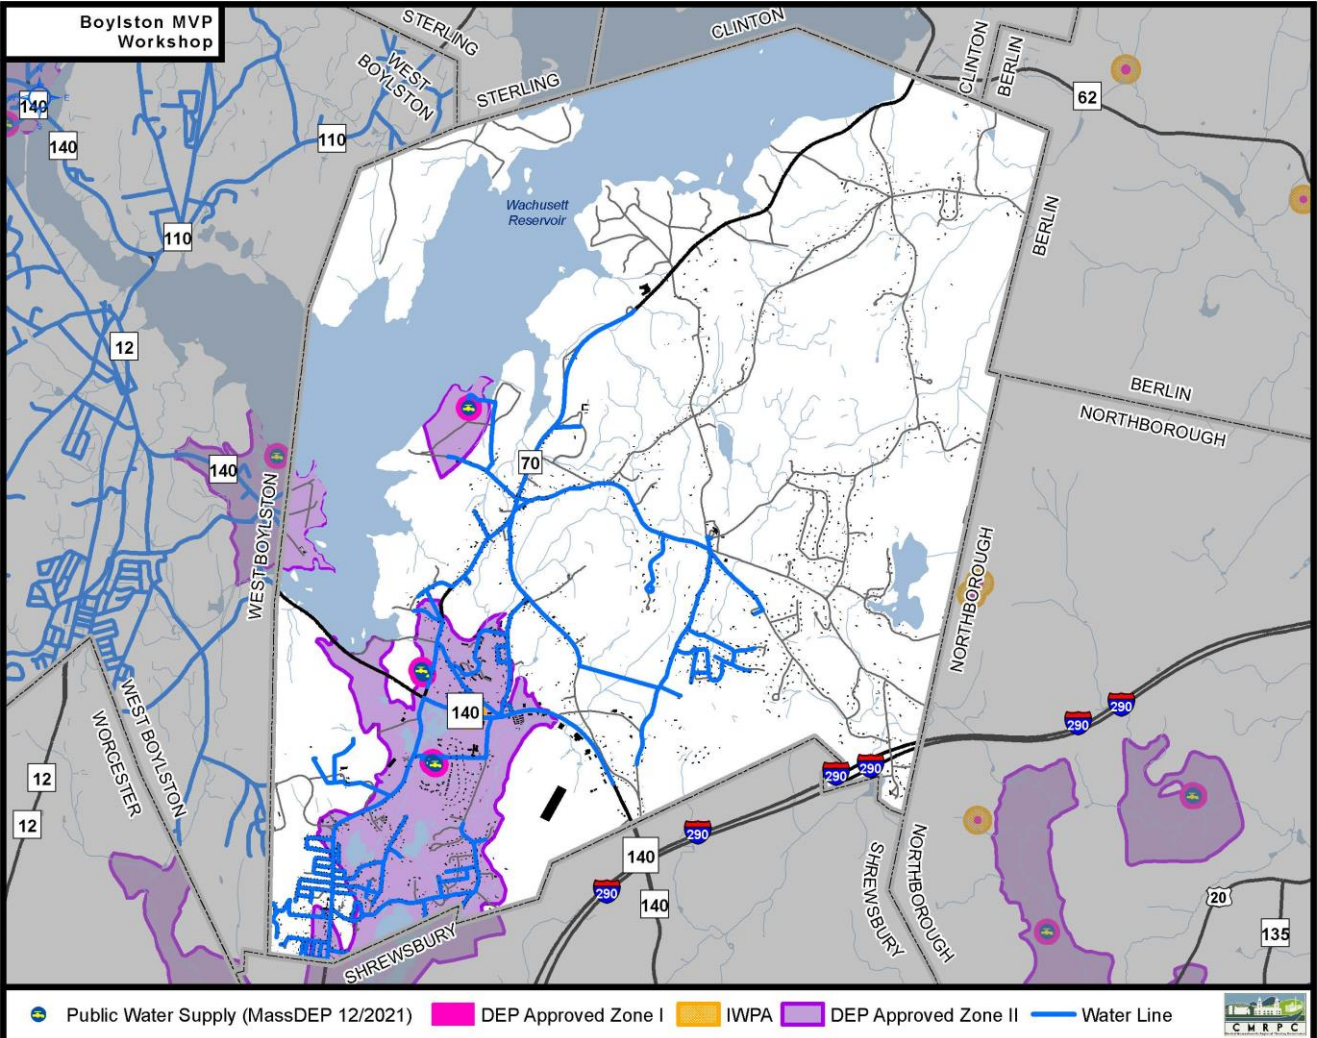 Boylston MVP
Workshop
STERLING
CLINTON
WEST
BOYLSTON
STERLING
CLINTON
BERLIN
62
140
140
110
110
Wachusett
Reservoir
BERLIN
12
BERLIN
NORTHBOROUGH
70
140
WEST BOYLSTON
NORTHBOROUGH
WEST BOYLSTON
WORCESTER
140
290
290
12
12
290
290
290
140
290
140
SHREWSBURY
NORTHBOROUGH
20
135
SHREWSBURY
Public Water Supply (MassDEP 12/2021)
DEP Approved Zone I
IWPA
DEP Approved Zone II
Water Line
CMRPC